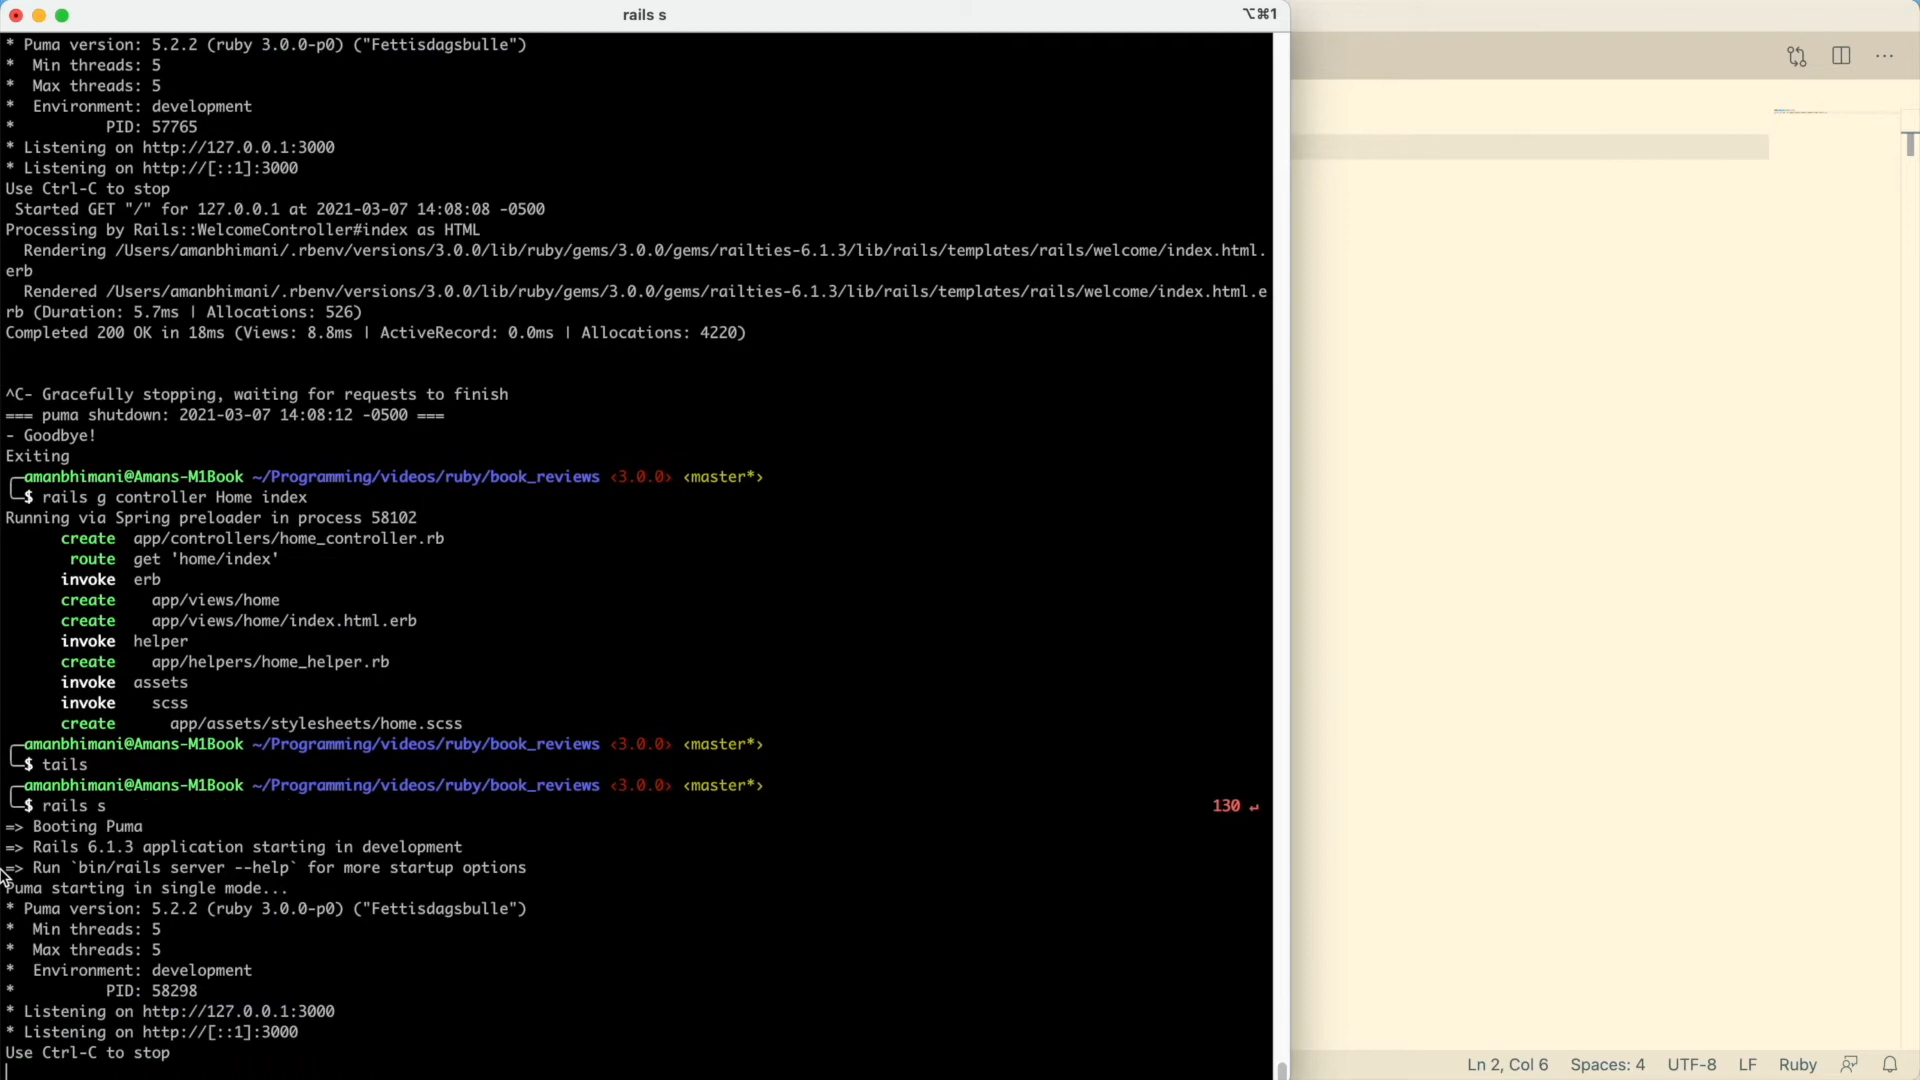 rails s
⌥⌘1
* Puma version: 5.2.2 (ruby 3.0.0-p0) ("Fettisdagsbulle")
*  Min threads: 5
*  Max threads: 5
*  Environment: development
*          PID: 57765
* Listening on http://127.0.0.1:3000
* Listening on http://[::1]:3000
Use Ctrl-C to stop
Started GET "/" for 127.0.0.1 at 2021-03-07 14:08:08 -0500
Processing by Rails::WelcomeController#index as HTML
  Rendering /Users/amanbhimani/.rbenv/versions/3.0.0/lib/ruby/gems/3.0.0/gems/railties-6.1.3/lib/rails/templates/rails/welcome/index.html.
erb
  Rendered /Users/amanbhimani/.rbenv/versions/3.0.0/lib/ruby/gems/3.0.0/gems/railties-6.1.3/lib/rails/templates/rails/welcome/index.html.e
rb (Duration: 5.7ms | Allocations: 526)
Completed 200 OK in 18ms (Views: 8.8ms | ActiveRecord: 0.0ms | Allocations: 4220)
^C- Gracefully stopping, waiting for requests to finish
=== puma shutdown: 2021-03-07 14:08:12 -0500 ===
- Goodbye!
Exiting
amanbhimani@Amans-M1Book ~/Programming/videos/ruby/book_reviews ‹3.0.0› ‹master*›
$ rails g controller Home index
Running via Spring preloader in process 58102
      create  app/controllers/home_controller.rb
       route  get 'home/index'
      invoke  erb
      create    app/views/home
      create    app/views/home/index.html.erb
      invoke  helper
      create    app/helpers/home_helper.rb
      invoke  assets
      invoke    scss
      create      app/assets/stylesheets/home.scss
amanbhimani@Amans-M1Book ~/Programming/videos/ruby/book_reviews ‹3.0.0› ‹master*›
$ tails
amanbhimani@Amans-M1Book ~/Programming/videos/ruby/book_reviews ‹3.0.0› ‹master*›
$ rails s 130 ↵
=> Booting Puma
=> Rails 6.1.3 application starting in development
=> Run `bin/rails server --help` for more startup options
Puma starting in single mode...
* Puma version: 5.2.2 (ruby 3.0.0-p0) ("Fettisdagsbulle")
*  Min threads: 5
*  Max threads: 5
*  Environment: development
*          PID: 58298
* Listening on http://127.0.0.1:3000
* Listening on http://[::1]:3000
Use Ctrl-C to stop
Ln 2, Col 6 Spaces: 4 UTF-8 LF Ruby